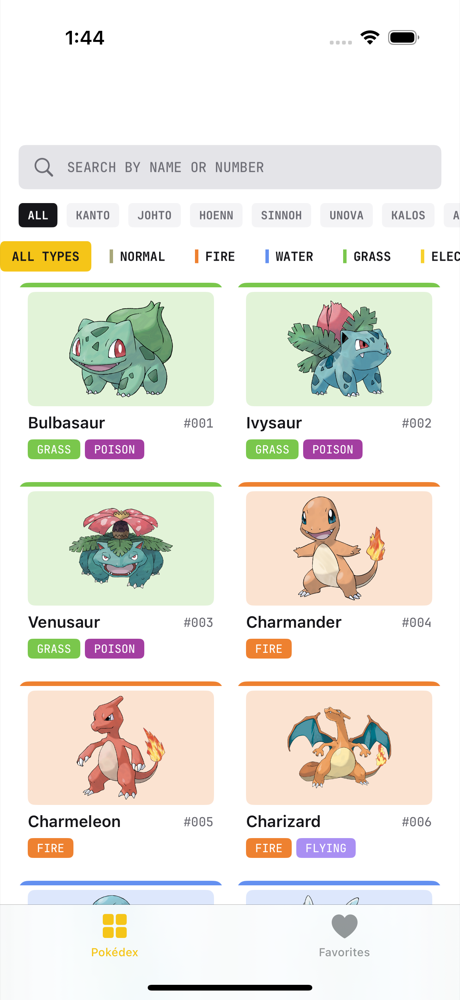 1:44
SEARCH BY NAME OR NUMBER
ALL KANTO JOHTO HOENN SINNOH UNOVA KALOS A
ALL TYPES NORMAL FIRE WATER GRASS ELEC
Bulbasaur #001 Ivysaur #002
GRASS POISON GRASS POISON
Venusaur #003 Charmander #004
GRASS POISON FIRE
Charmeleon #005 Charizard #006
FIRE FIRE FLYING
Pokédex Favorites